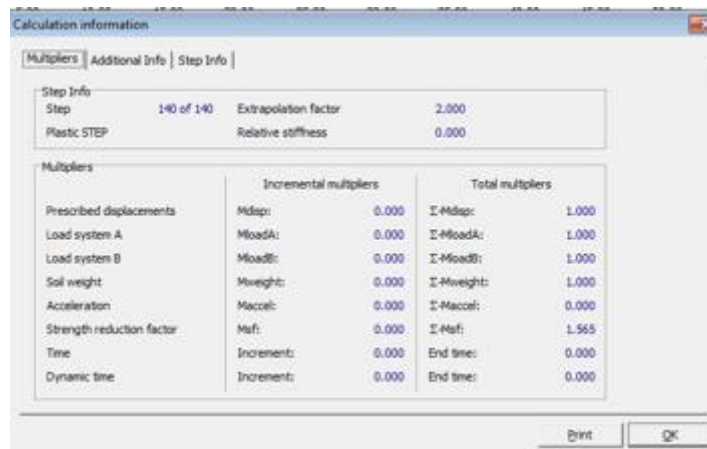 Calculation information
Multipliers Additional Info Step Info
Step Info
Step 140 of 140 Extrapolation factor 2.000
Plastic STEP Relative stiffness 0.000
Multipliers
Incremental multipliers Total multipliers
Prescribed displacements Mdisp: 0.000 Σ-Mdisp: 1.000
Load system A MloadA: 0.000 Σ-MloadA: 1.000
Load system B MloadB: 0.000 Σ-MloadB: 1.000
Soil weight Mweight: 0.000 Σ-Mweight: 1.000
Acceleration Maccel: 0.000 Σ-Maccel: 0.000
Strength reduction factor Msf: 0.000 Σ-Msf: 1.565
Time Increment: 0.000 End time: 0.000
Dynamic time Increment: 0.000 End time: 0.000
Print OK